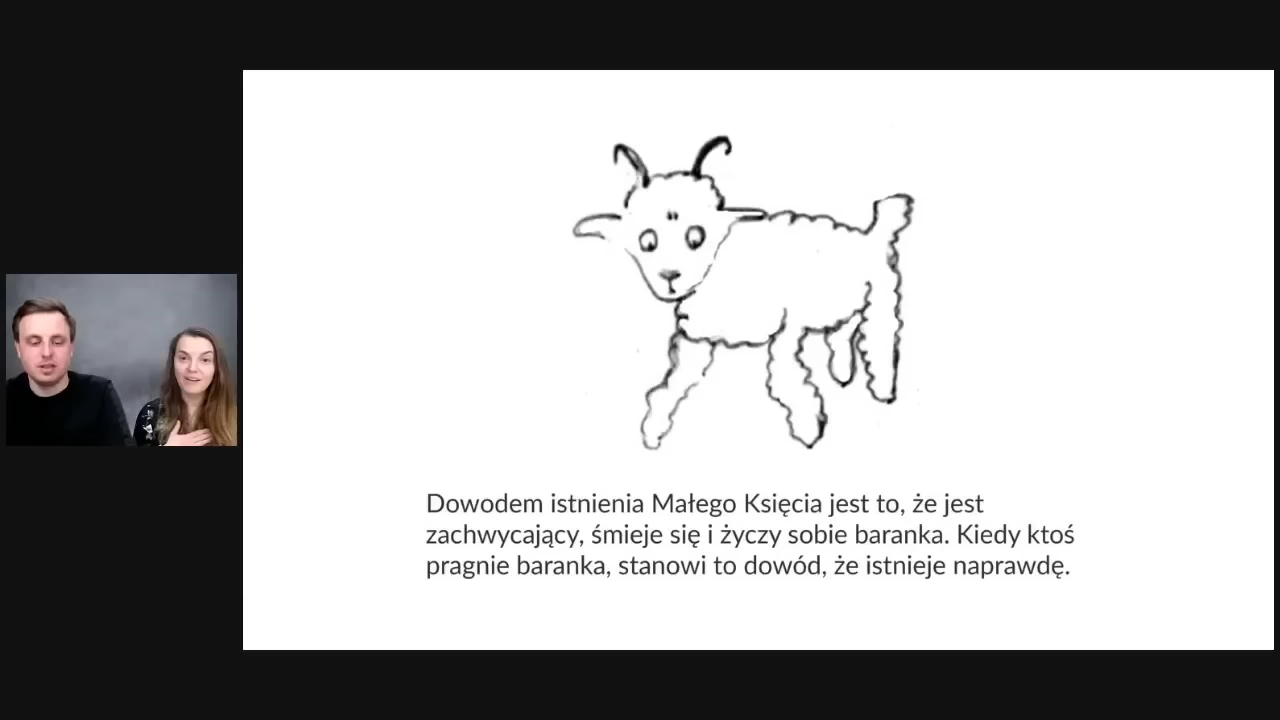 Dowodem istnienia Małego Księcia jest to, że jest
zachwycający, śmieje się i życzy sobie baranka. Kiedy ktoś
pragnie baranka, stanowi to dowód, że istnieje naprawdę.